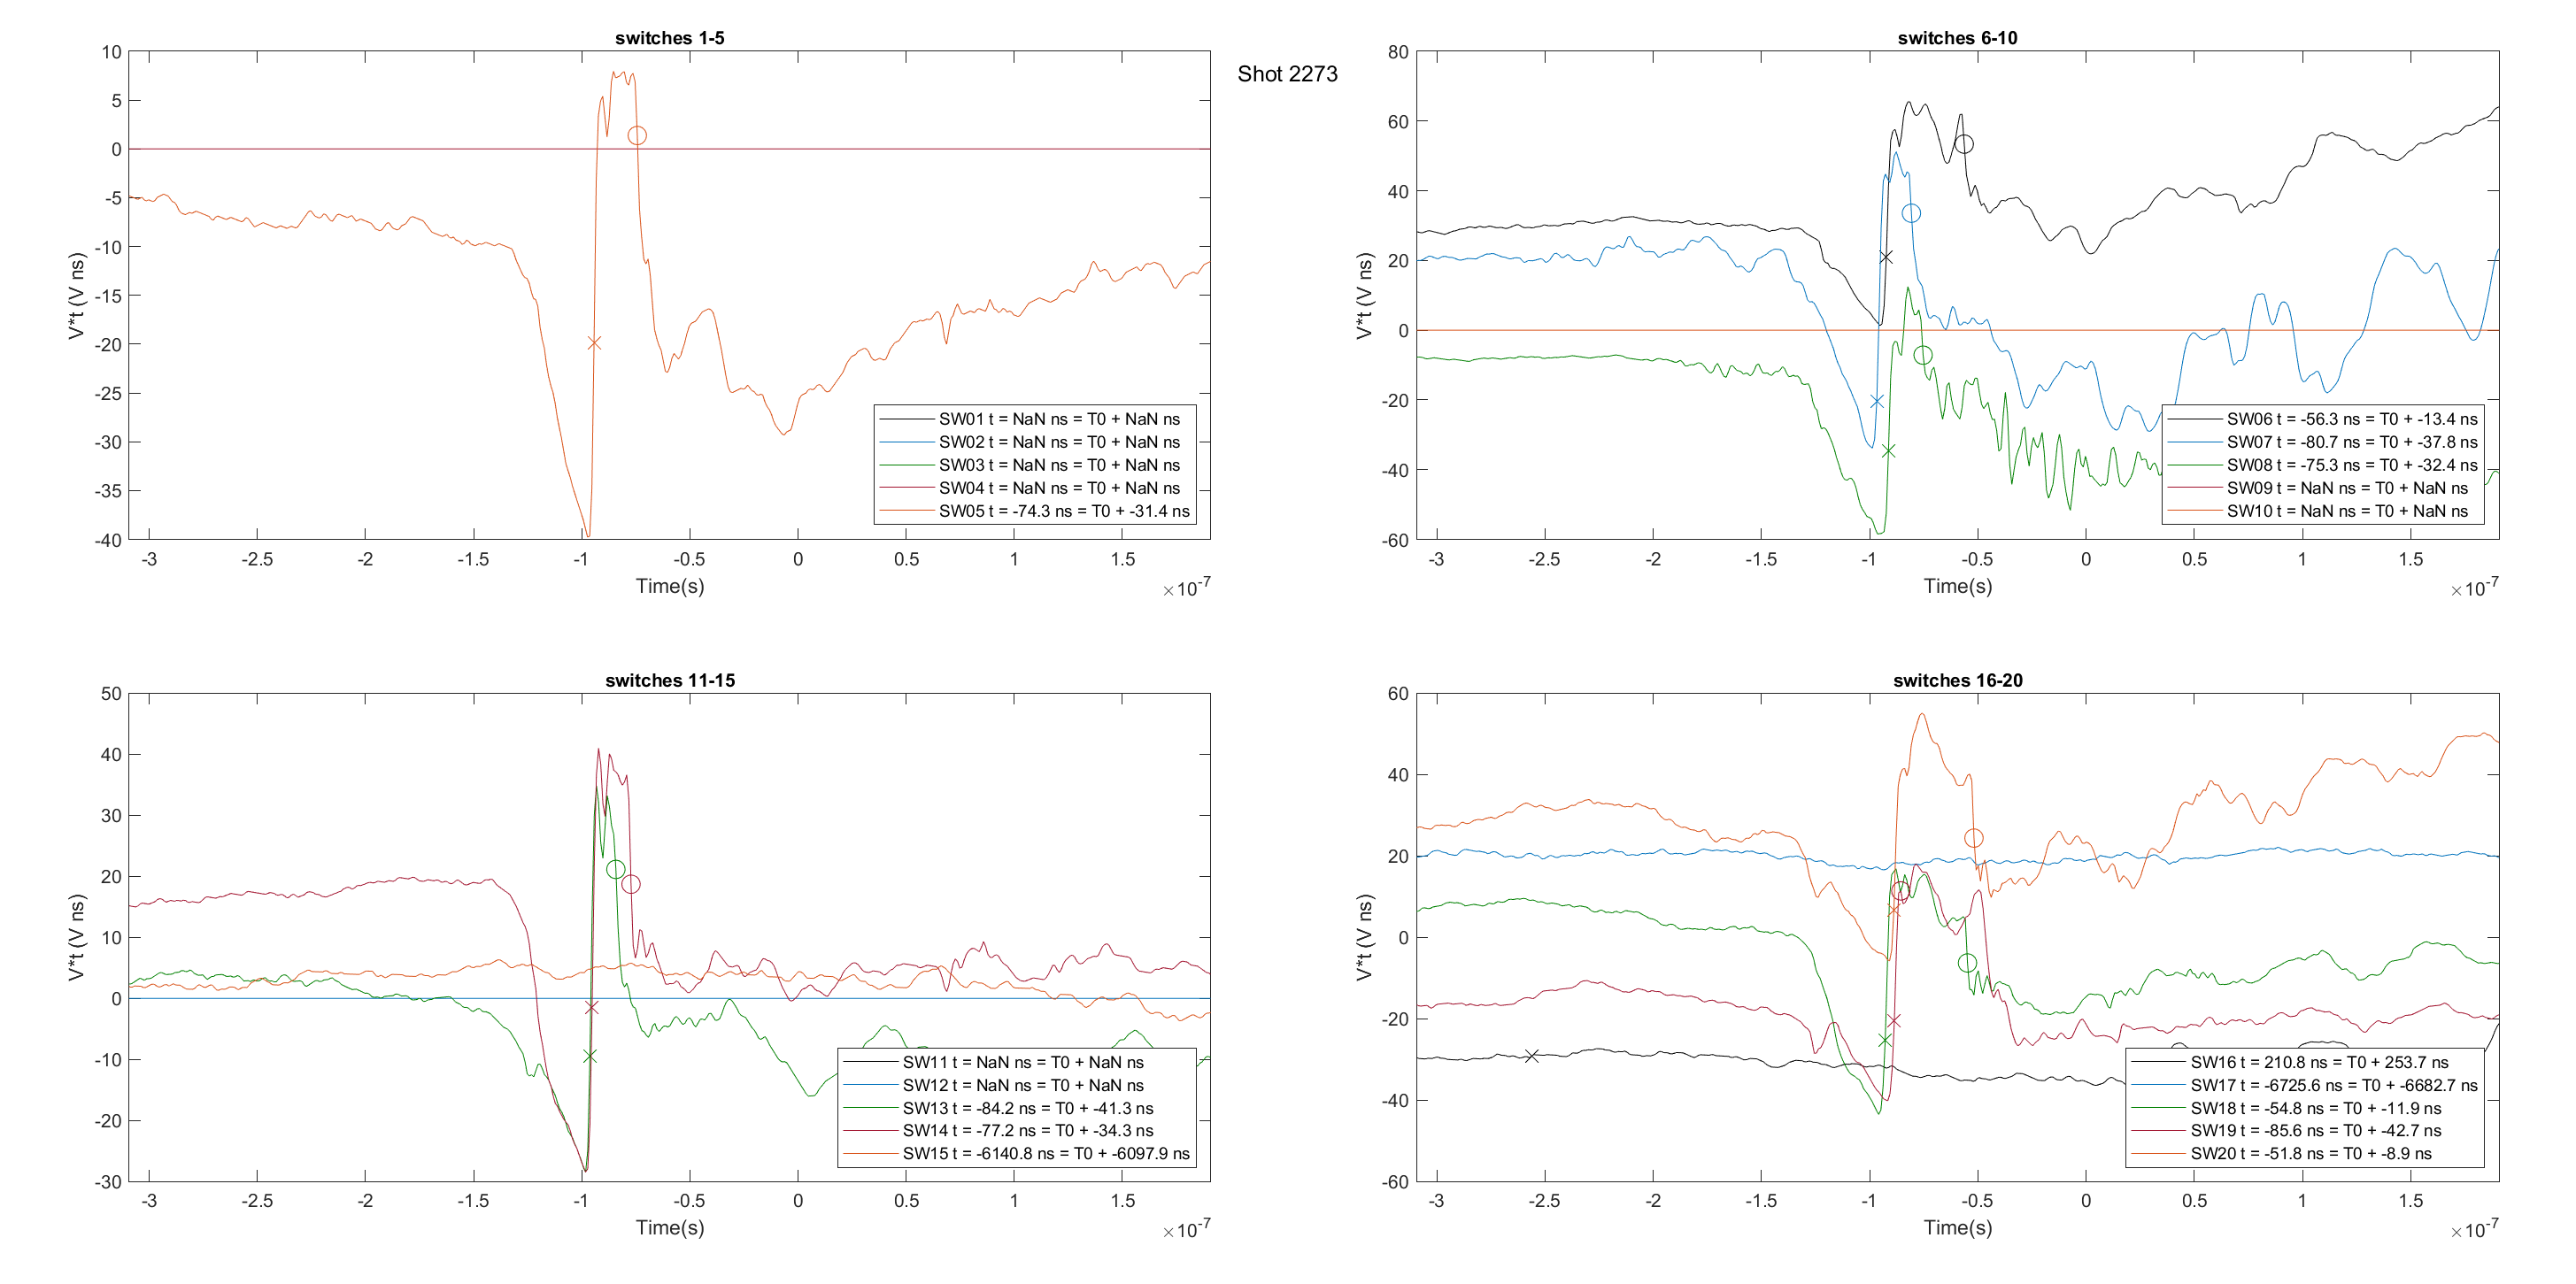 Shot 2273
switches 1-5
10
5
0
-5
-10
-15
-20
-25
-30
-35
-40
V*t (V ns)
-3 -2.5 -2 -1.5 -1 -0.5 0 0.5 1 1.5
Time(s)
×10-7
SW01 t = NaN ns = T0 + NaN ns
SW02 t = NaN ns = T0 + NaN ns
SW03 t = NaN ns = T0 + NaN ns
SW04 t = NaN ns = T0 + NaN ns
SW05 t = -74.3 ns = T0 + -31.4 ns
switches 6-10
80
60
40
20
0
-20
-40
-60
V*t (V ns)
-3 -2.5 -2 -1.5 -1 -0.5 0 0.5 1 1.5
Time(s)
×10-7
SW06 t = -56.3 ns = T0 + -13.4 ns
SW07 t = -80.7 ns = T0 + -37.8 ns
SW08 t = -75.3 ns = T0 + -32.4 ns
SW09 t = NaN ns = T0 + NaN ns
SW10 t = NaN ns = T0 + NaN ns
switches 11-15
50
40
30
20
10
0
-10
-20
-30
V*t (V ns)
-3 -2.5 -2 -1.5 -1 -0.5 0 0.5 1 1.5
Time(s)
×10-7
SW11 t = NaN ns = T0 + NaN ns
SW12 t = NaN ns = T0 + NaN ns
SW13 t = -84.2 ns = T0 + -41.3 ns
SW14 t = -77.2 ns = T0 + -34.3 ns
SW15 t = -6140.8 ns = T0 + -6097.9 ns
switches 16-20
60
40
20
0
-20
-40
-60
V*t (V ns)
-3 -2.5 -2 -1.5 -1 -0.5 0 0.5 1 1.5
Time(s)
×10-7
SW16 t = 210.8 ns = T0 + 253.7 ns
SW17 t = -6725.6 ns = T0 + -6682.7 ns
SW18 t = -54.8 ns = T0 + -11.9 ns
SW19 t = -85.6 ns = T0 + -42.7 ns
SW20 t = -51.8 ns = T0 + -8.9 ns